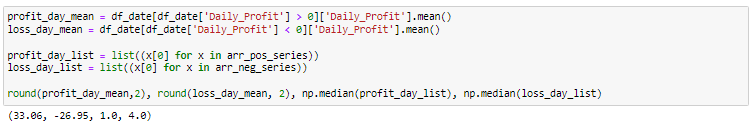 profit_day_mean = df_date[df_date['Daily_Profit'] > 0]['Daily_Profit'].mean()
loss_day_mean = df_date[df_date['Daily_Profit'] < 0]['Daily_Profit'].mean()
profit_day_list = list((x[0] for x in arr_pos_series))
loss_day_list = list((x[0] for x in arr_neg_series))
round(profit_day_mean,2), round(loss_day_mean, 2), np.median(profit_day_list), np.median(loss_day_list)
(33.06, -26.95, 1.0, 4.0)